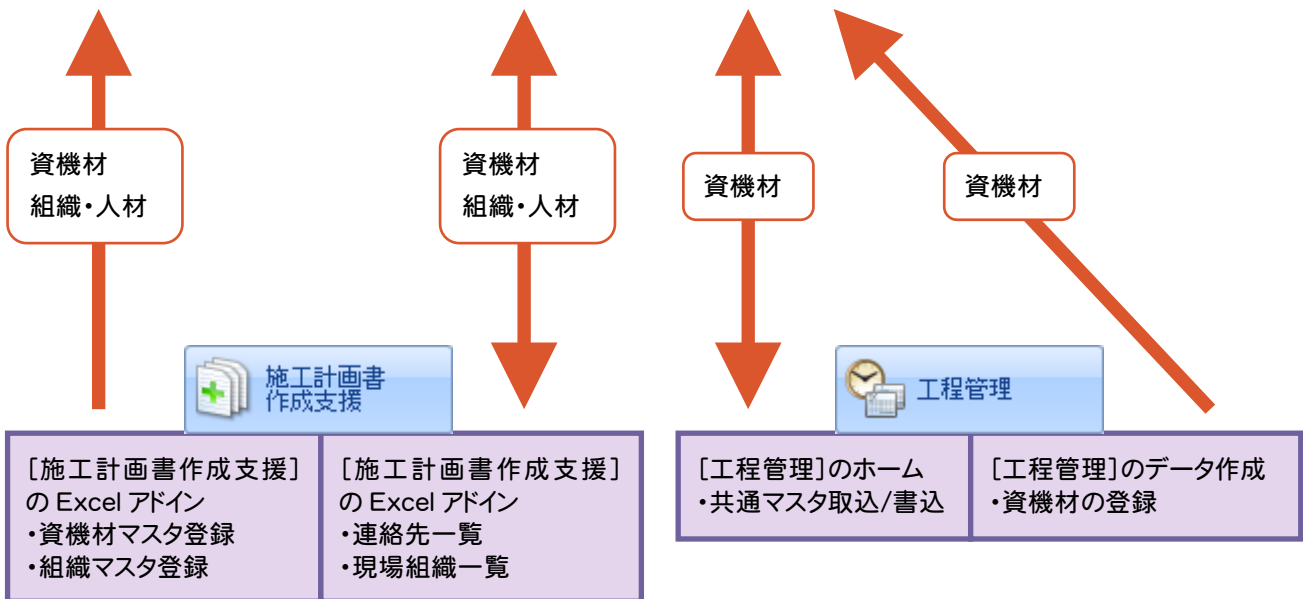 資機材
組織・人材
資機材
組織・人材
資機材
資機材
施工計画書
作成支援
工程管理
[施工計画書作成支援]
の Excel アドイン
・資機材マスタ登録
・組織マスタ登録
[施工計画書作成支援]
の Excel アドイン
・連絡先一覧
・現場組織一覧
[工程管理]のホーム
・共通マスタ取込/書込
[工程管理]のデータ作成
・資機材の登録